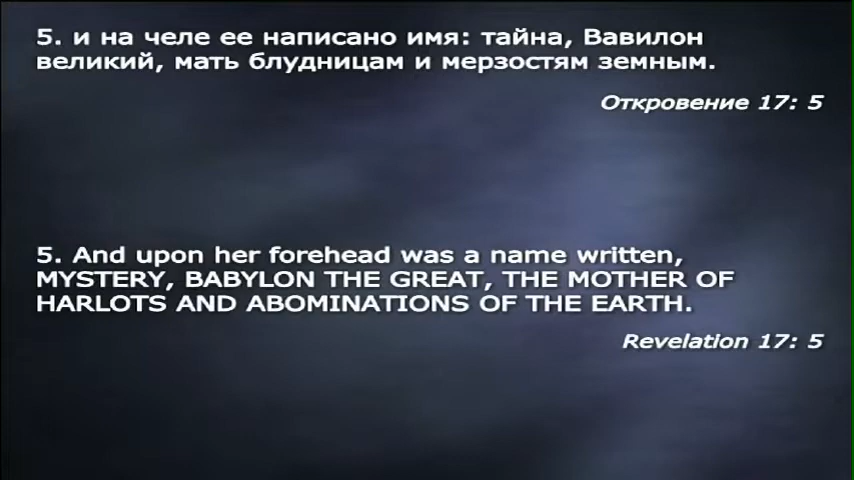 5. и на челе ее написано имя: тайна, Вавилон
великий, мать блудницам и мерзостям земным.
Откровение 17: 5
5. And upon her forehead was a name written,
MYSTERY, BABYLON THE GREAT, THE MOTHER OF
HARLOTS AND ABOMINATIONS OF THE EARTH.
Revelation 17: 5